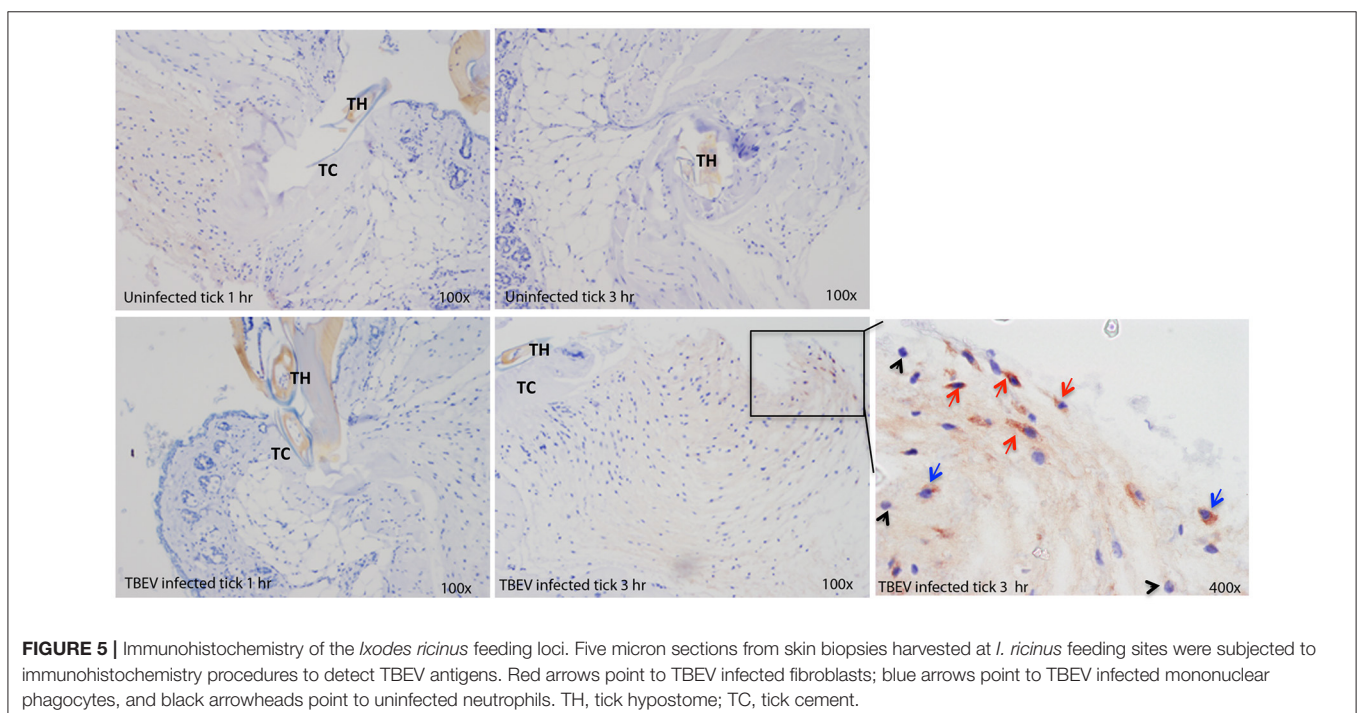 TH
TC
Uninfected tick 1 hr
100x
TH
Uninfected tick 3 hr
100x
TH
TC
TBEV infected tick 1 hr
100x
TH
TC
TBEV infected tick 3 hr
100x
TBEV infected tick 3 hr
400x
FIGURE 5 | Immunohistochemistry of the Ixodes ricinus feeding loci. Five micron sections from skin biopsies harvested at I. ricinus feeding sites were subjected to
immunohistochemistry procedures to detect TBEV antigens. Red arrows point to TBEV infected fibroblasts; blue arrows point to TBEV infected mononuclear
phagocytes, and black arrowheads point to uninfected neutrophils. TH, tick hypostome; TC, tick cement.